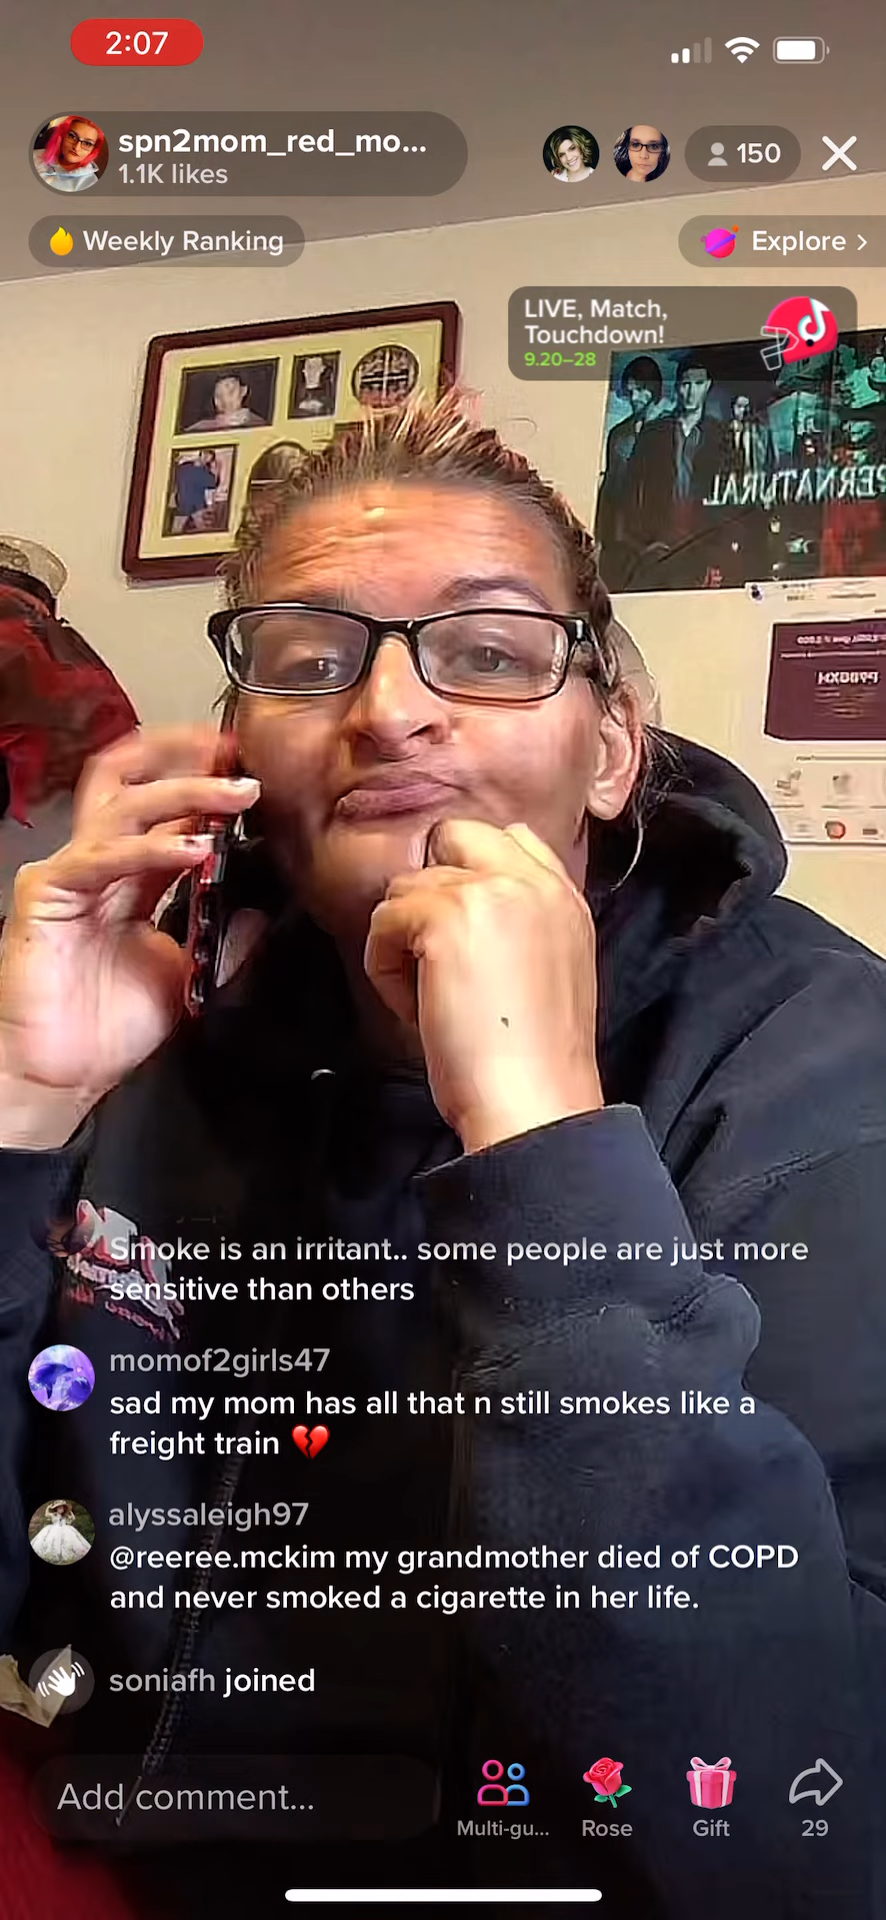 2:07
spn2mom_red_mo...
1.1K likes
150
Weekly Ranking
Explore >
LIVE, Match,
Touchdown!
9.20–28
ERNATURAL
Smoke is an irritant.. some people are just more
sensitive than others
momof2girls47
sad my mom has all that n still smokes like a
freight train 💔
alyssaleigh97
@reeree.mckim my grandmother died of COPD
and never smoked a cigarette in her life.
soniafh joined
Add comment...
Multi-gu...
Rose
Gift
29